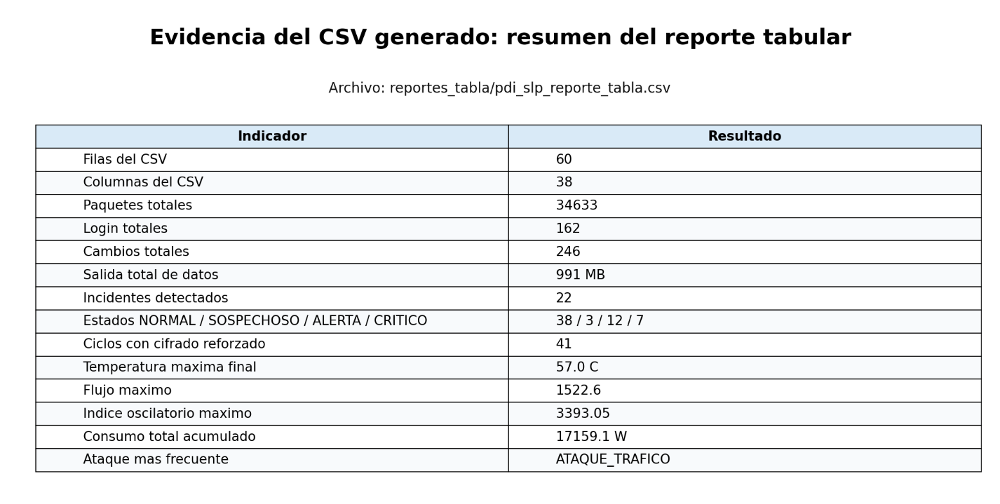 Evidencia del CSV generado: resumen del reporte tabular
Archivo: reportes_tabla/pdi_slp_reporte_tabla.csv
Indicador Resultado
Filas del CSV 60
Columnas del CSV 38
Paquetes totales 34633
Login totales 162
Cambios totales 246
Salida total de datos 991 MB
Incidentes detectados 22
Estados NORMAL / SOSPECHOSO / ALERTA / CRITICO 38 / 3 / 12 / 7
Ciclos con cifrado reforzado 41
Temperatura maxima final 57.0 C
Flujo maximo 1522.6
Indice oscilatorio maximo 3393.05
Consumo total acumulado 17159.1 W
Ataque mas frecuente ATAQUE_TRAFICO